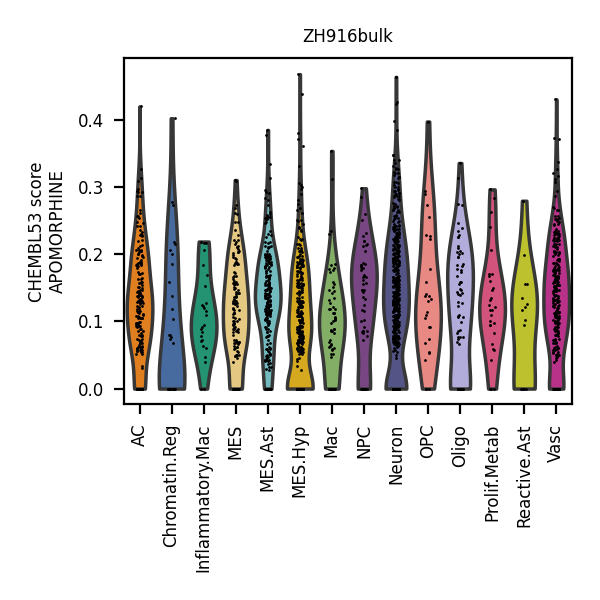 ZH916bulk
CHEMBL53 score
APOMORPHINE
0.4
0.3
0.2
0.1
0.0
AC
Chromatin.Reg
Inflammatory.Mac
MES
MES.Ast
MES.Hyp
Mac
NPC
Neuron
OPC
Oligo
Prolif.Metab
Reactive.Ast
Vasc